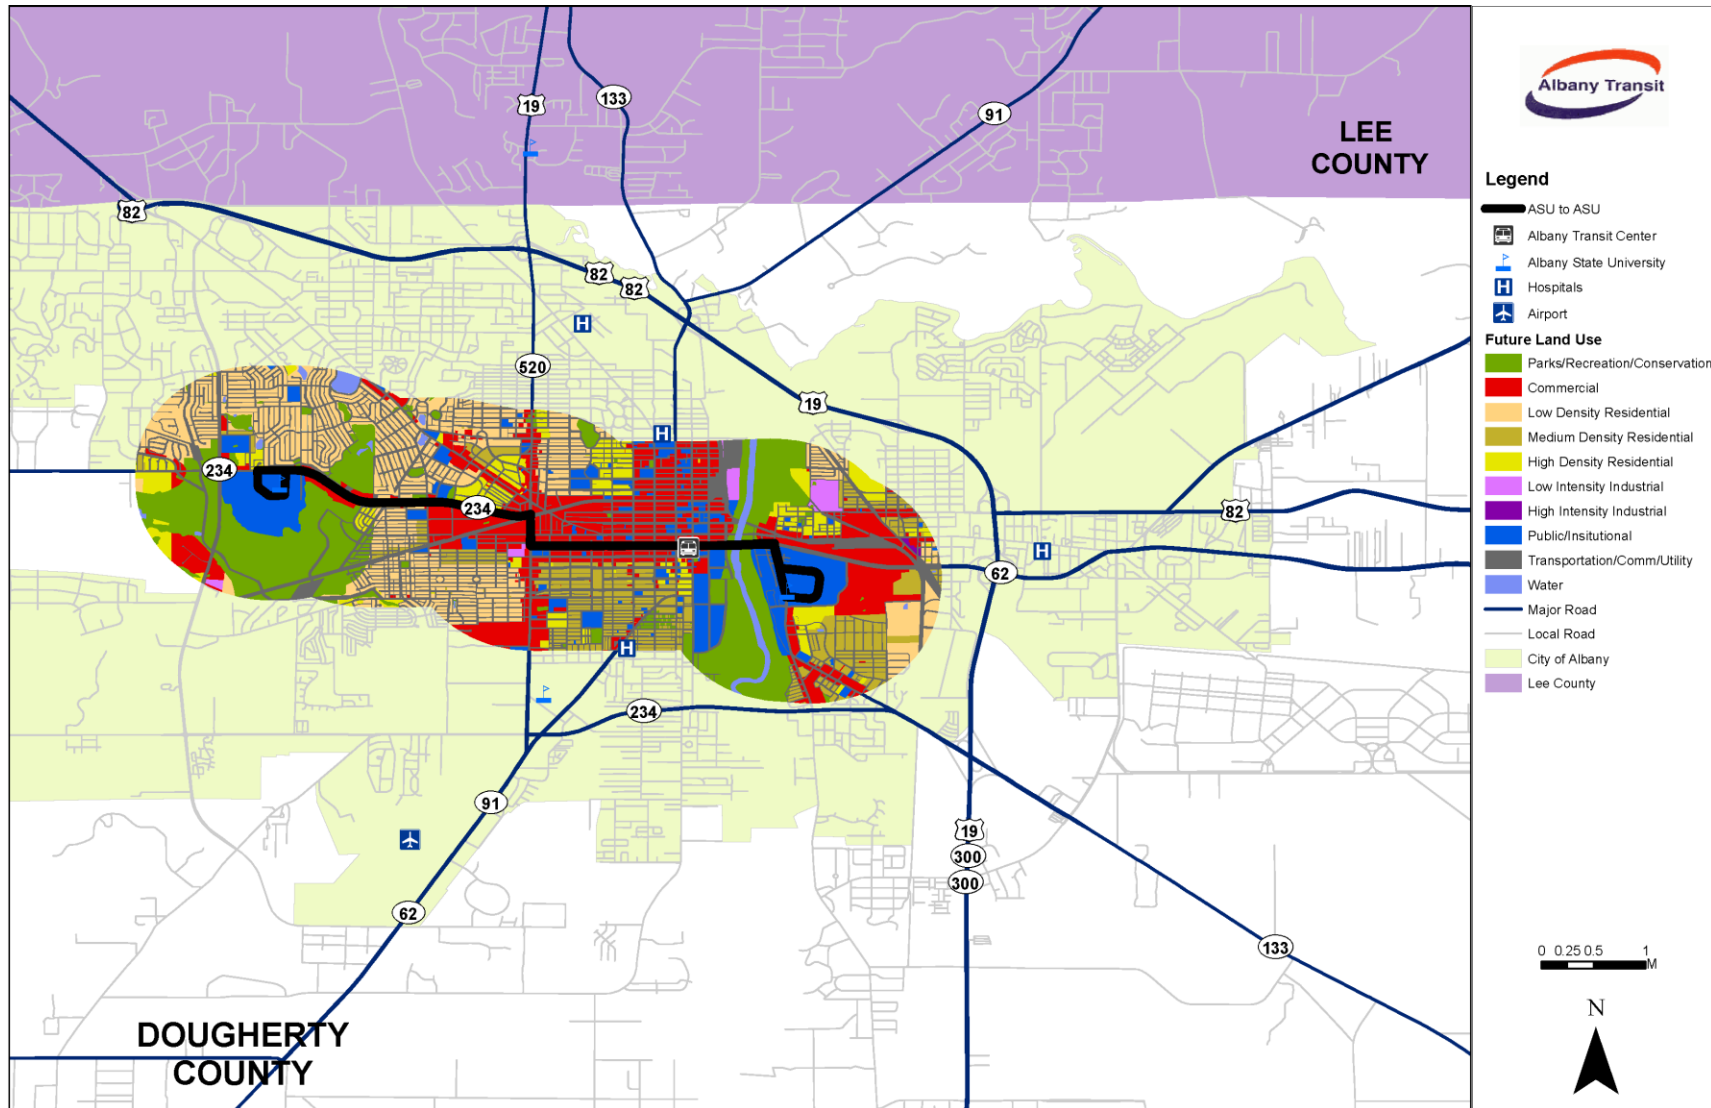 19
133
91
LEE
COUNTY
82
82
82
520
19
234
234
82
62
234
91
19
300
300
62
133
DOUGHERTY
COUNTY
H
H
H
H
Albany Transit
Legend
ASU to ASU
Albany Transit Center
Albany State University
H Hospitals
Airport
Future Land Use
Parks/Recreation/Conservation
Commercial
Low Density Residential
Medium Density Residential
High Density Residential
Low Intensity Industrial
High Intensity Industrial
Public/Insitutional
Transportation/Comm/Utility
Water
Major Road
Local Road
City of Albany
Lee County
0 0.25 0.5 1
M
N